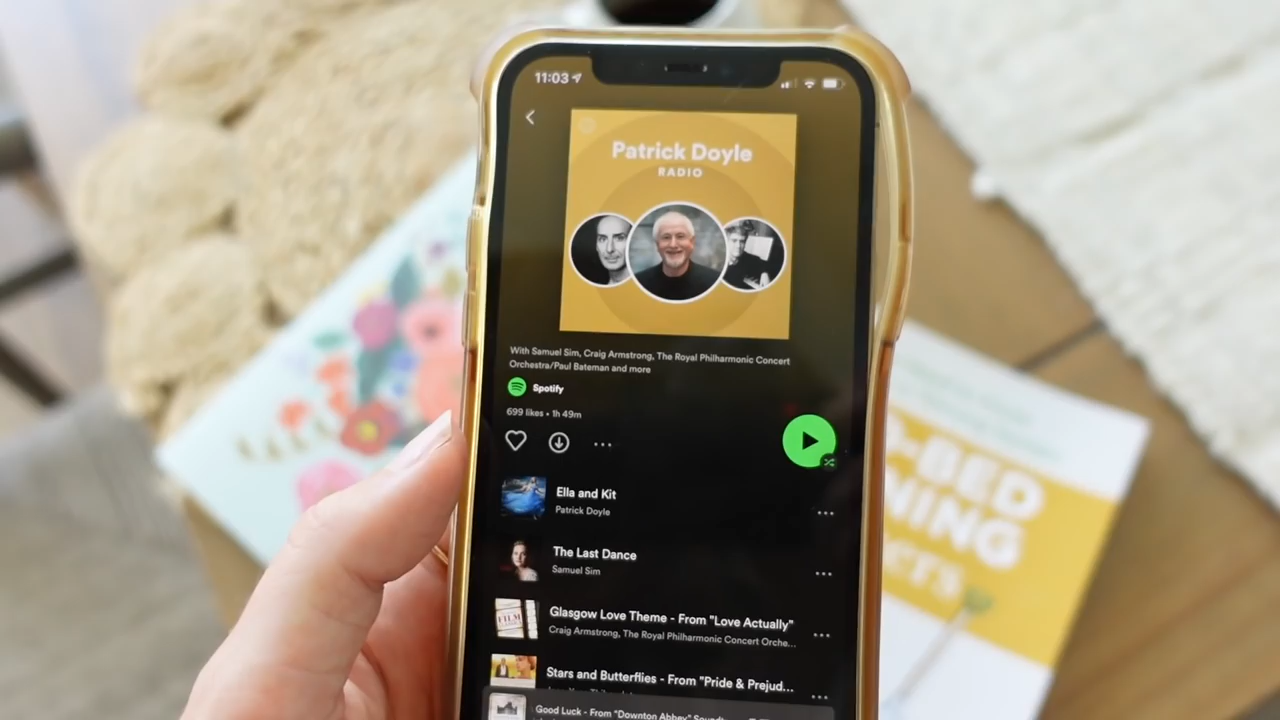 11:03
Patrick Doyle
RADIO
With Samuel Sim, Craig Armstrong, The Royal Philharmonic Concert
Orchestra/Paul Bateman and more
Spotify
699 likes • 1h 49m
Ella and Kit
Patrick Doyle
The Last Dance
Samuel Sim
FILM
Glasgow Love Theme - From "Love Actually"
Craig Armstrong, The Royal Philharmonic Concert Orche...
Stars and Butterflies - From "Pride & Prejud...
Good Luck - From "Downton Abbey"
-BED
NING
ers